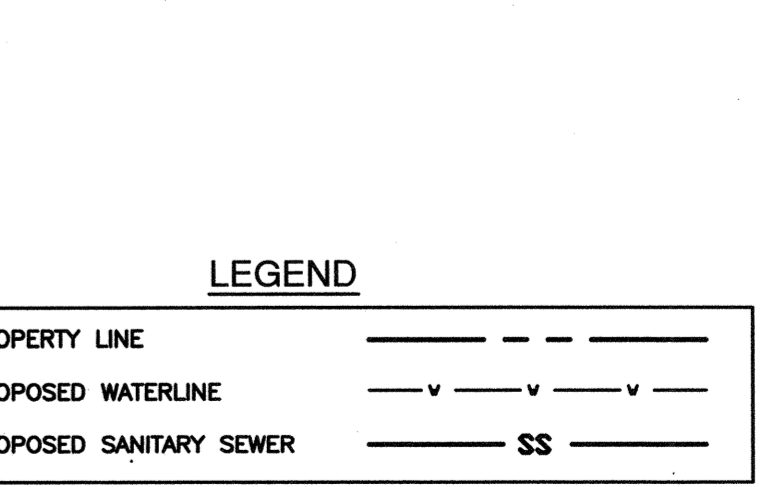 LEGEND
OPERTY LINE
OPOSED WATERLINE v v v
OPOSED SANITARY SEWER SS